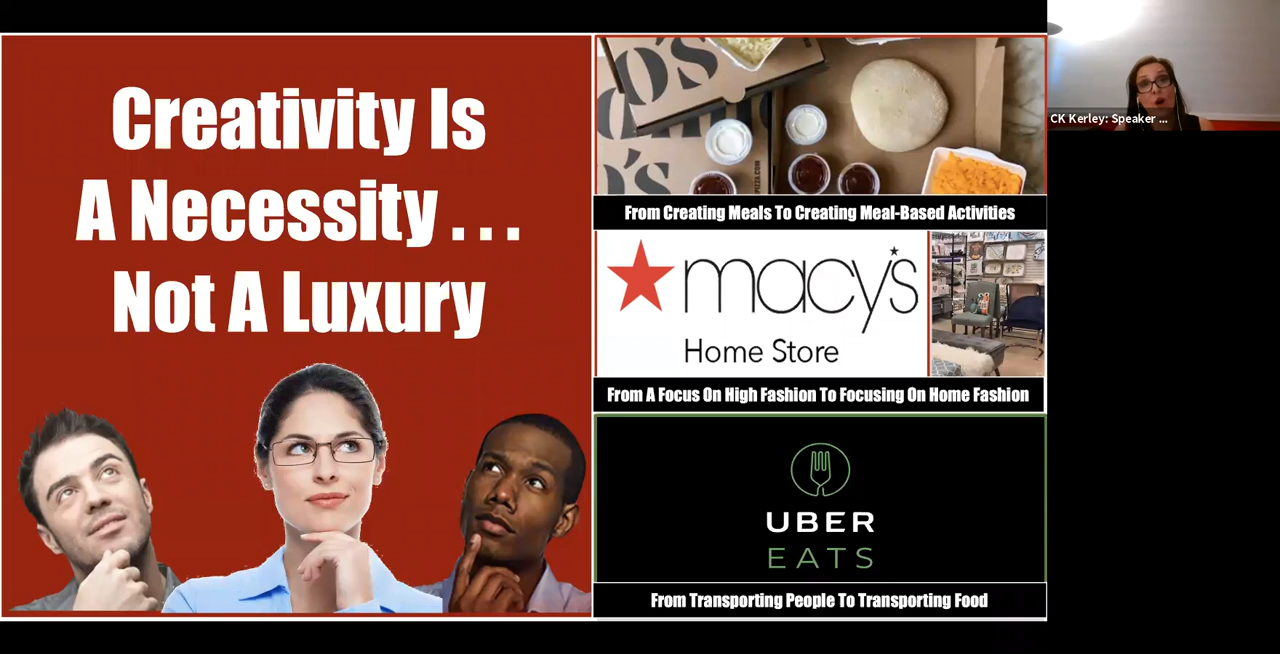 Creativity Is
A Necessity . . .
Not A Luxury
From Creating Meals To Creating Meal-Based Activities
macy's
Home Store
From A Focus On High Fashion To Focusing On Home Fashion
UBER
EATS
From Transporting People To Transporting Food
CK Kerley: Speaker ...